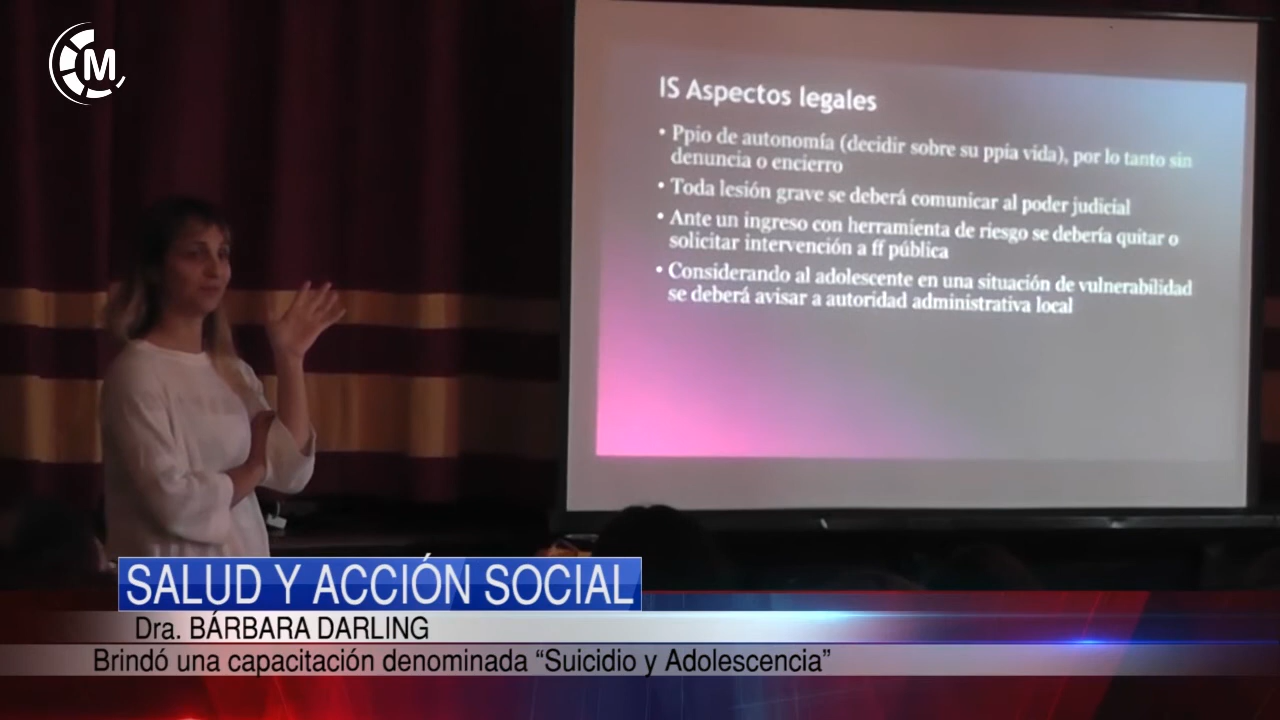 M
IS Aspectos legales
• Ppio de autonomía (decidir sobre su ppia vida), por lo tanto sin
denuncia o encierro
• Toda lesión grave se deberá comunicar al poder judicial
• Ante un ingreso con herramienta de riesgo se debería quitar o
solicitar intervención a ff pública
• Considerando al adolescente en una situación de vulnerabilidad
se deberá avisar a autoridad administrativa local
SALUD Y ACCIÓN SOCIAL
Dra. BÁRBARA DARLING
Brindó una capacitación denominada “Suicidio y Adolescencia”